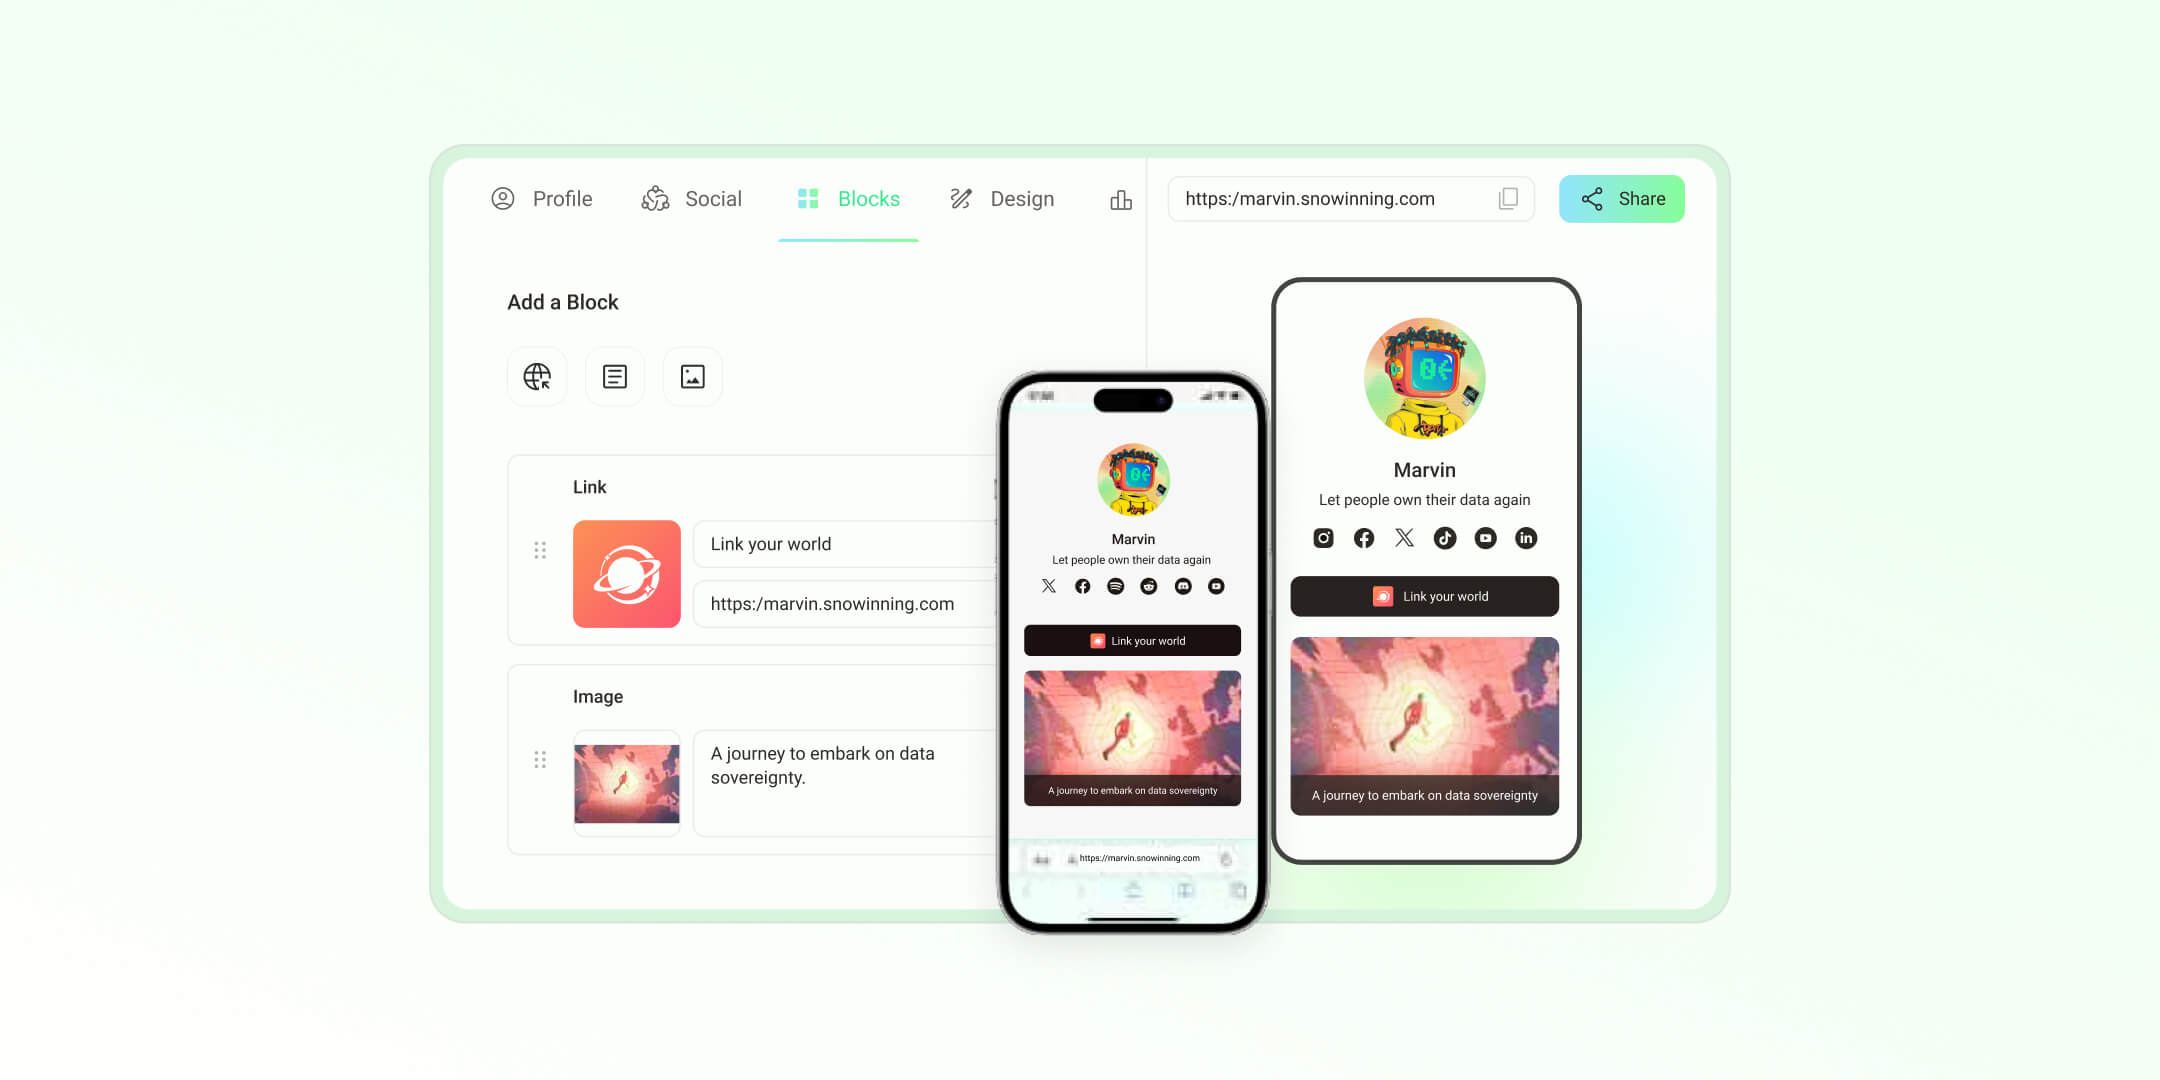 Profile
Social
Blocks
Design
https:/marvin.snowinning.com
Share
Add a Block
Link
Link your world
https:/marvin.snowinning.com
Image
A journey to embark on data
sovereignty.
Marvin
Let people own their data again
Link your world
A journey to embark on data sovereignty
https://marvin.snowinning.com
Marvin
Let people own their data again
Link your world
A journey to embark on data sovereignty